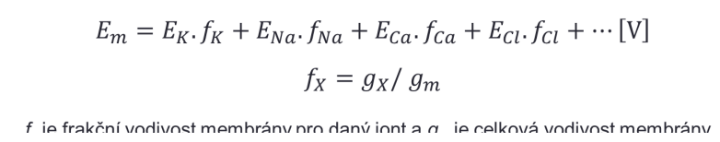 E_m = E_K. f_K + E_Na. f_Na + E_Ca. f_Ca + E_Cl. f_Cl + ⋯ [V]
f_X = g_X/ g_m
f je frakční vodivost membrány pro daný iont a g je celková vodivost membrány